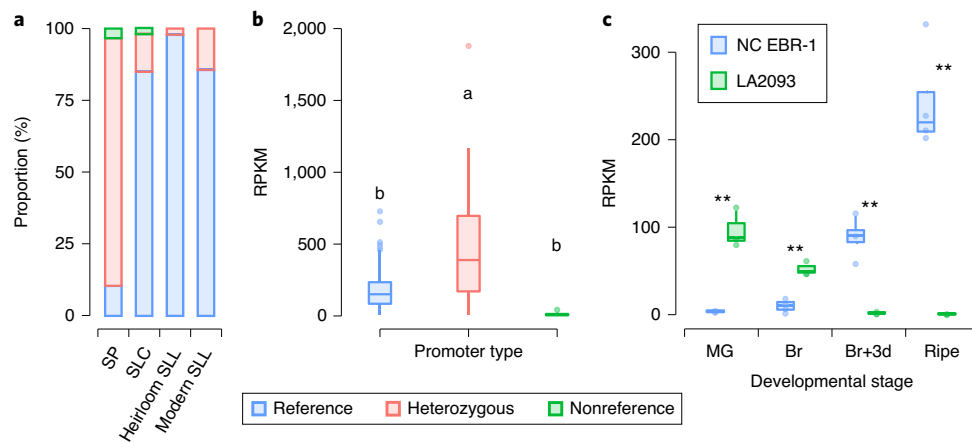 a
100
75
50
25
0
Proportion (%)
SP
SLC
Heirloom SLL
Modern SLL
b
2,000
1,500
1,000
500
0
RPKM
b
a
b
Promoter type
c
300
200
100
0
RPKM
NC EBR-1
LA2093
**
**
**
**
MG
Br
Br+3d
Ripe
Developmental stage
Reference
Heterozygous
Nonreference